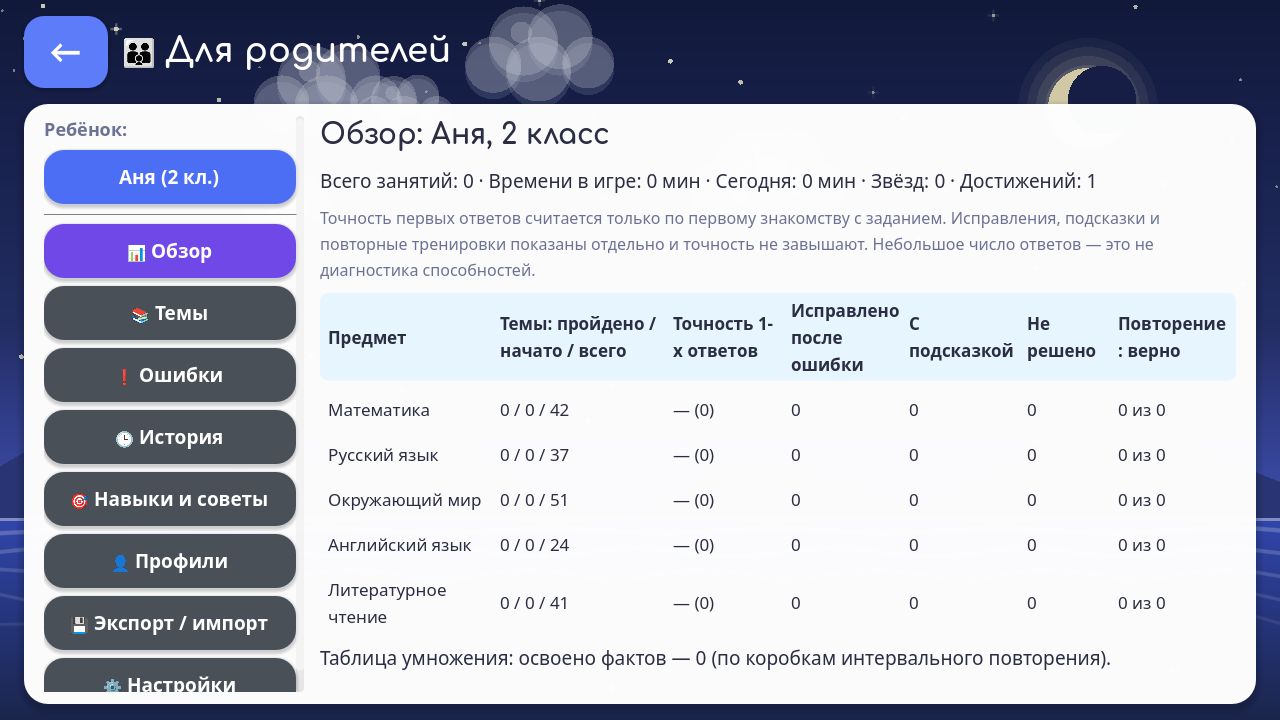 ←
👪 Для родителей
Ребёнок:
Аня (2 кл.)
📊 Обзор
📚 Темы
❗ Ошибки
🕒 История
🎯 Навыки и советы
👤 Профили
💾 Экспорт / импорт
⚙️ Настройки
Обзор: Аня, 2 класс
Всего занятий: 0 · Времени в игре: 0 мин · Сегодня: 0 мин · Звёзд: 0 · Достижений: 1
Точность первых ответов считается только по первому знакомству с заданием. Исправления, подсказки и
повторные тренировки показаны отдельно и точность не завышают. Небольшое число ответов — это не
диагностика способностей.
Предмет
Темы: пройдено /
начато / всего
Точность 1-
х ответов
Исправлено
после
ошибки
С
подсказкой
Не
решено
Повторение
: верно
Математика 0 / 0 / 42 — (0) 0 0 0 0 из 0
Русский язык 0 / 0 / 37 — (0) 0 0 0 0 из 0
Окружающий мир 0 / 0 / 51 — (0) 0 0 0 0 из 0
Английский язык 0 / 0 / 24 — (0) 0 0 0 0 из 0
Литературное
чтение
0 / 0 / 41 — (0) 0 0 0 0 из 0
Таблица умножения: освоено фактов — 0 (по коробкам интервального повторения).